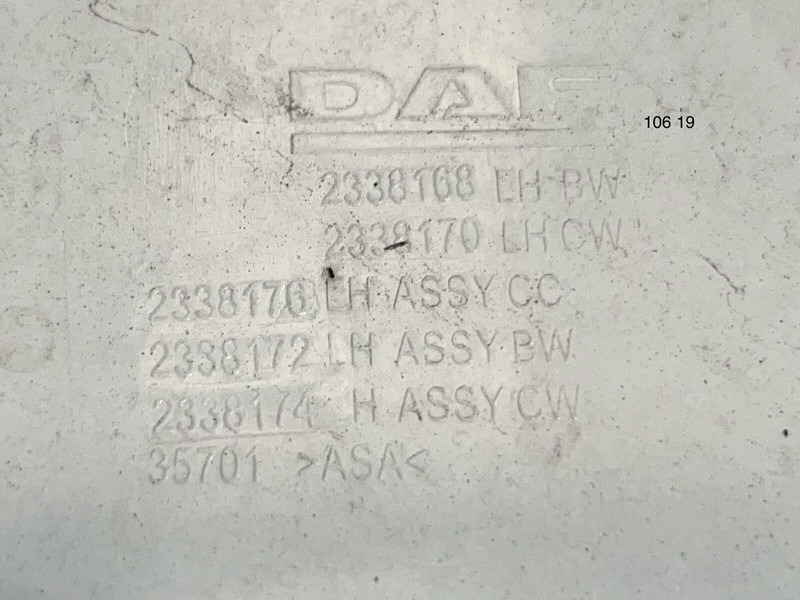 DAF
106 19
2338168 LH BW
2338170 LH CW
2338176 LH ASSY CC
2338172 LH ASSY BW
2338174 LH ASSY CW
35701 >ASA<